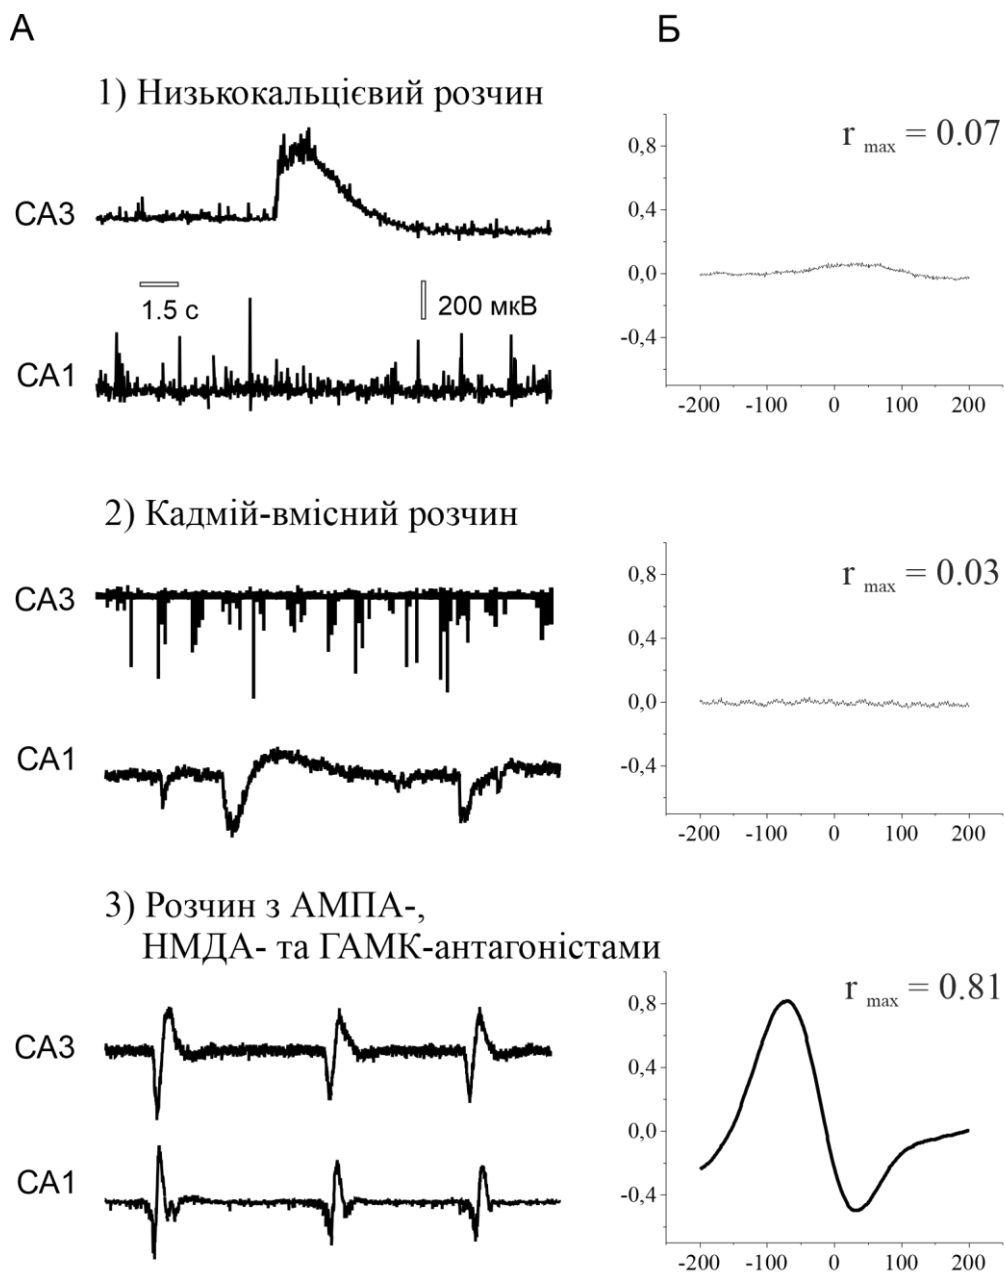 А
Б
1) Низькокальцієвий розчин
r max = 0.07
CA3
1.5 с
200 мкВ
CA1
0,8
0,4
0,0
-0,4
-200 -100 0 100 200
2) Кадмій-вмісний розчин
r max = 0.03
CA3
CA1
0,8
0,4
0,0
-0,4
-200 -100 0 100 200
3) Розчин з АМПА-,
НМДА- та ГАМК-антагоністами
r max = 0.81
CA3
CA1
0,8
0,4
0,0
-0,4
-200 -100 0 100 200